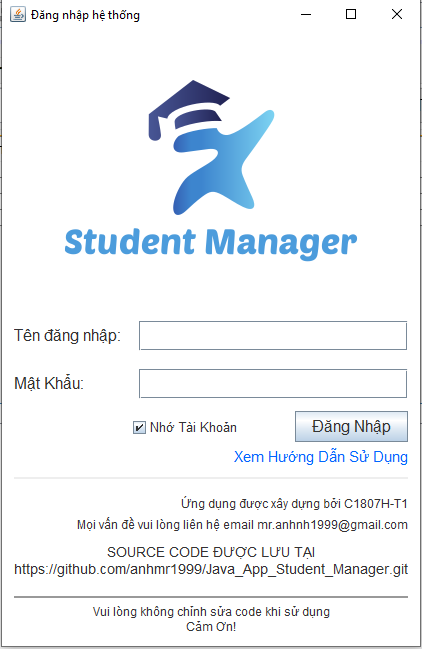 Đăng nhập hệ thống
Student Manager
Tên đăng nhập:
Mật Khẩu:
Nhớ Tài Khoản
Đăng Nhập
Xem Hướng Dẫn Sử Dụng
Ứng dụng được xây dựng bởi C1807H-T1
Mọi vấn đề vui lòng liên hệ email mr.anhnh1999@gmail.com
SOURCE CODE ĐƯỢC LƯU TẠI
https://github.com/anhmr1999/Java_App_Student_Manager.git
Vui lòng không chỉnh sửa code khi sử dụng
Cảm Ơn!